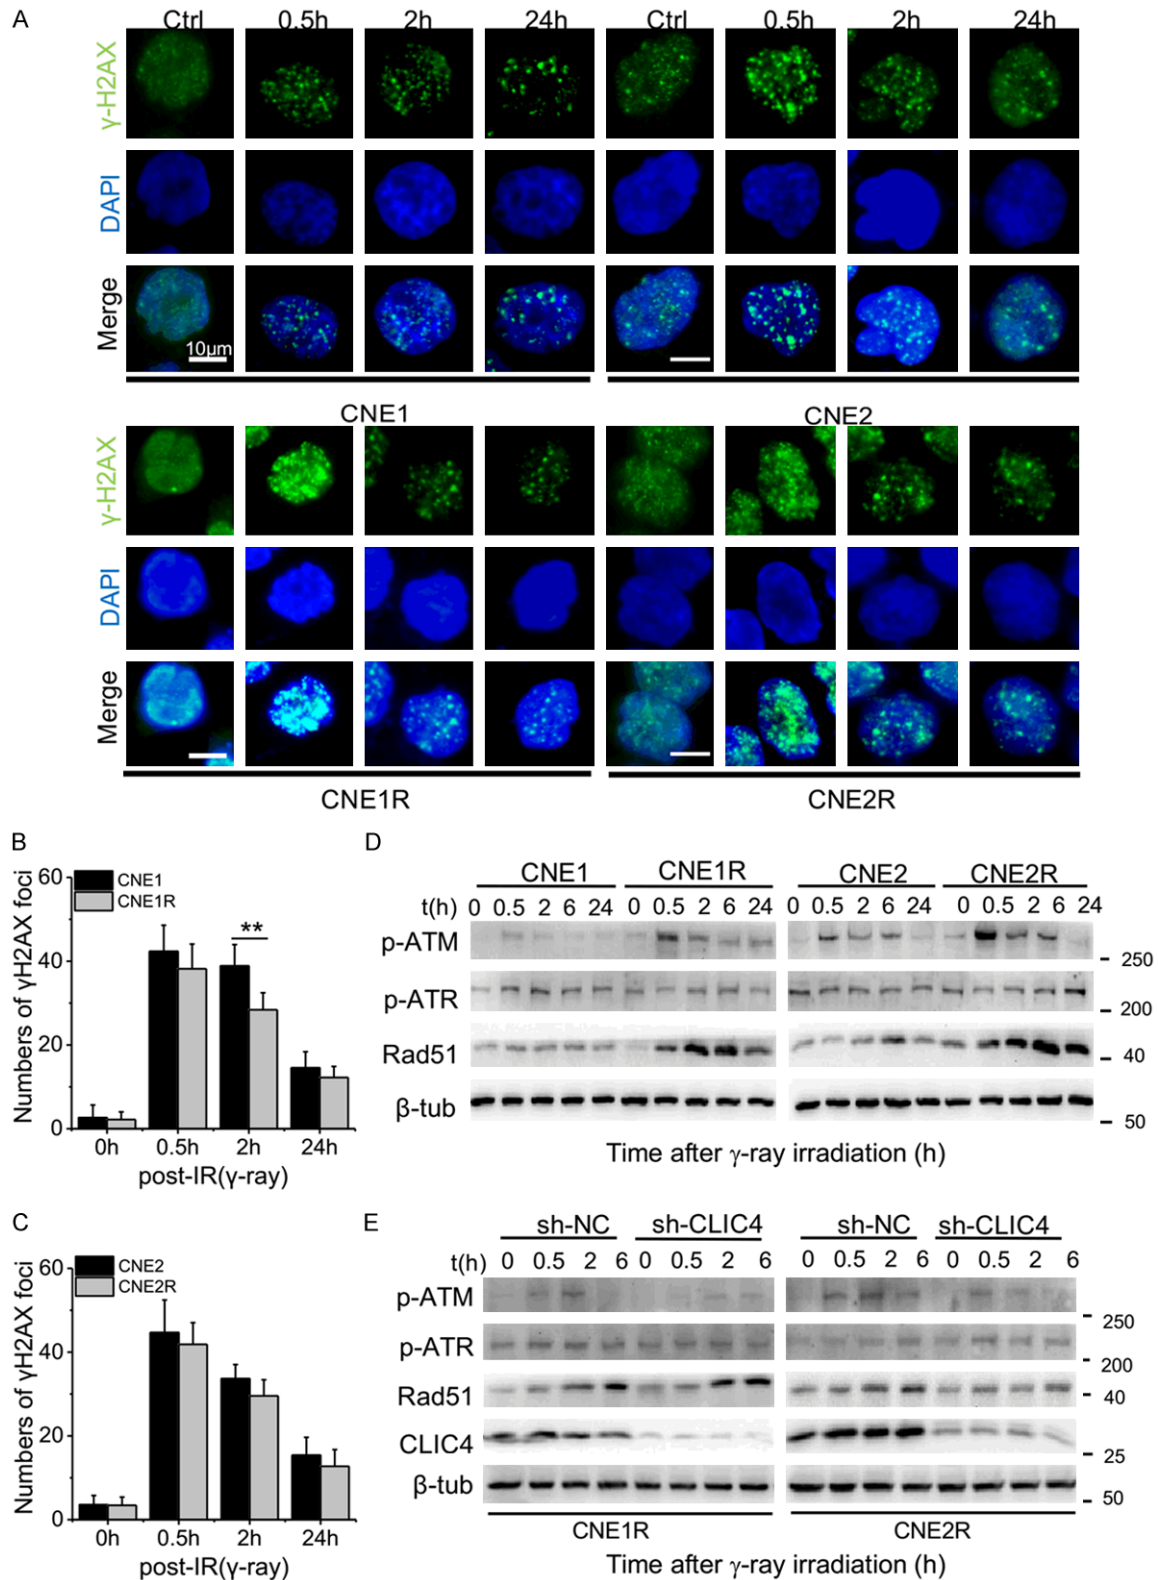 A
Ctrl 0.5h 2h 24h Ctrl 0.5h 2h 24h
γ-H2AX
DAPI
Merge
10μm
CNE1 CNE2
γ-H2AX
DAPI
Merge
CNE1R CNE2R
B
60
40
20
0
Numbers of γH2AX foci
CNE1
CNE1R
**
0h 0.5h 2h 24h
post-IR(γ-ray)
C
60
40
20
0
Numbers of γH2AX foci
CNE2
CNE2R
0h 0.5h 2h 24h
post-IR(γ-ray)
D
CNE1 CNE1R CNE2 CNE2R
t(h) 0 0.5 2 6 24 0 0.5 2 6 24 0 0.5 2 6 24 0 0.5 2 6 24
p-ATM
250
p-ATR
200
Rad51
40
β-tub
50
Time after γ-ray irradiation (h)
E
sh-NC sh-CLIC4 sh-NC sh-CLIC4
t(h) 0 0.5 2 6 0 0.5 2 6 0 0.5 2 6 0 0.5 2 6
p-ATM
250
p-ATR
200
Rad51
40
CLIC4
25
β-tub
50
CNE1R CNE2R
Time after γ-ray irradiation (h)